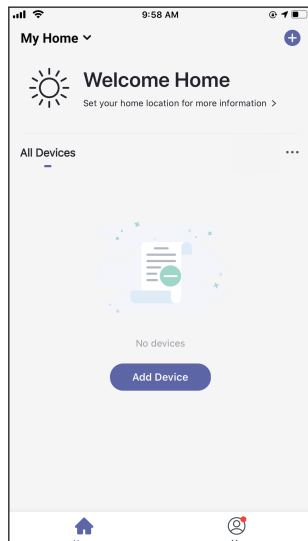 9:58 AM
My Home
Welcome Home
Set your home location for more information >
All Devices
No devices
Add Device